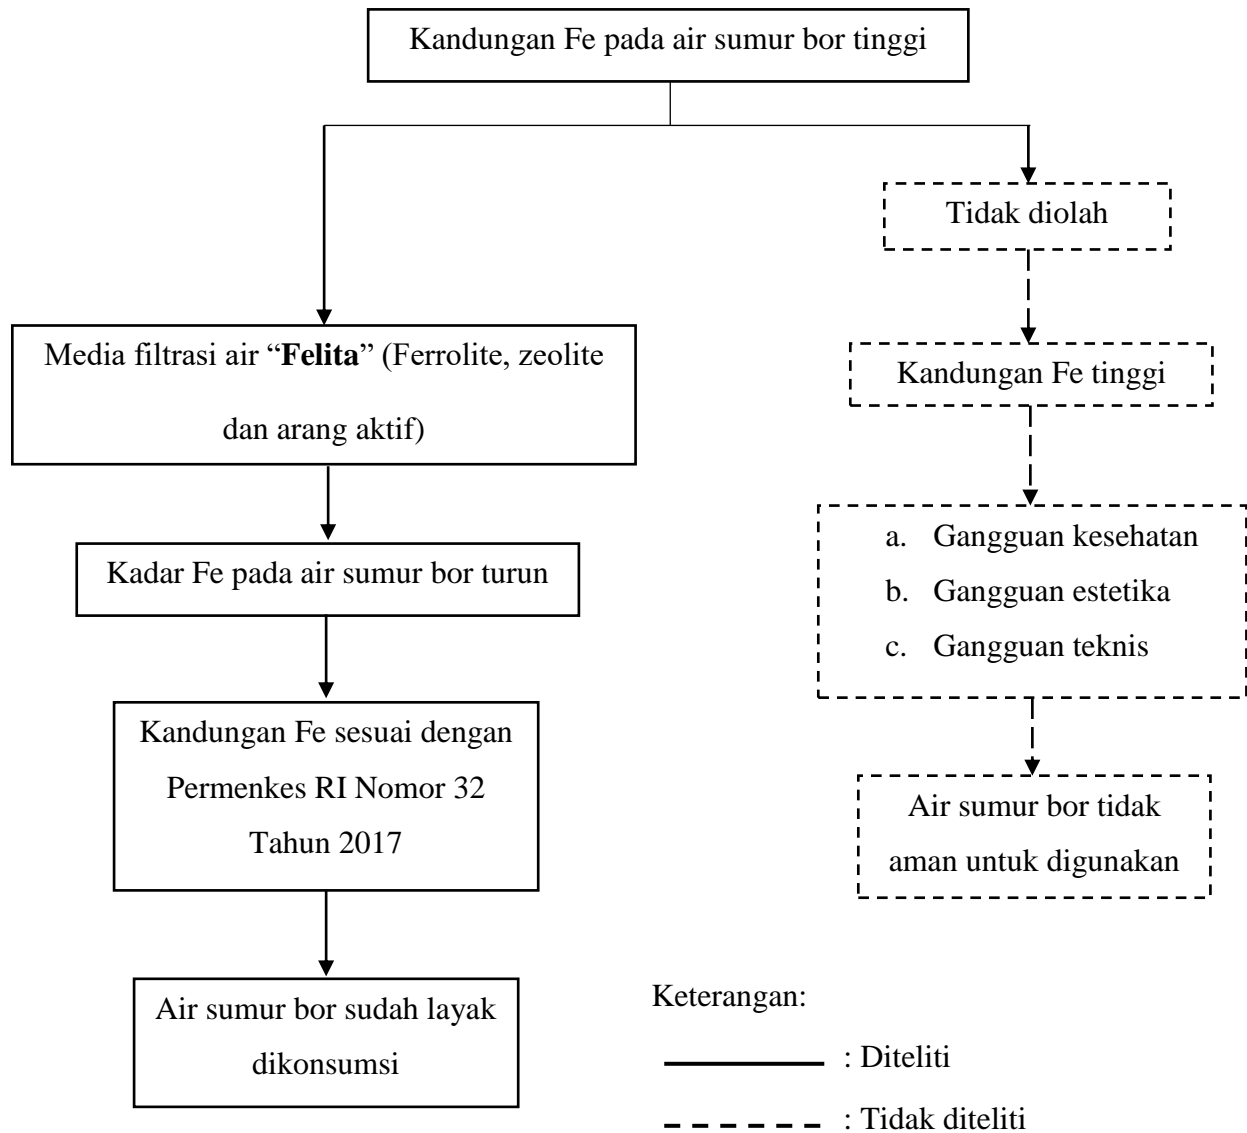 Kandungan Fe pada air sumur bor tinggi
Tidak diolah
Media filtrasi air “Felita” (Ferrolite, zeolite
dan arang aktif)
Kandungan Fe tinggi
Kadar Fe pada air sumur bor turun
a. Gangguan kesehatan
b. Gangguan estetika
c. Gangguan teknis
Kandungan Fe sesuai dengan
Permenkes RI Nomor 32
Tahun 2017
Air sumur bor tidak
aman untuk digunakan
Air sumur bor sudah layak
dikonsumsi
Keterangan:
: Diteliti
: Tidak diteliti